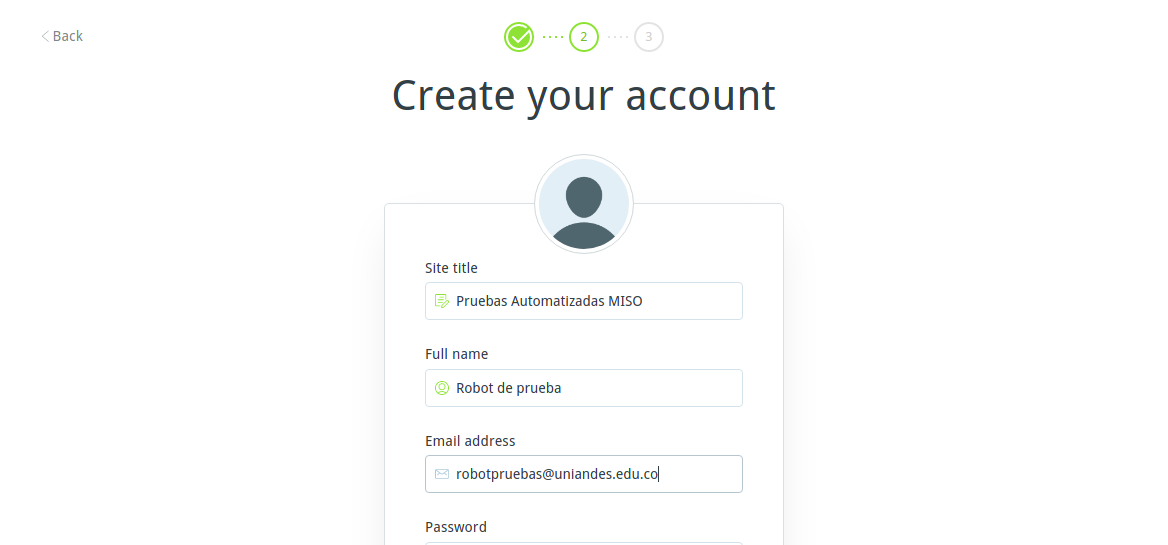 Back
2
3
Create your account
Site title
Pruebas Automatizadas MISO
Full name
Robot de prueba
Email address
robotpruebas@uniandes.edu.co
Password